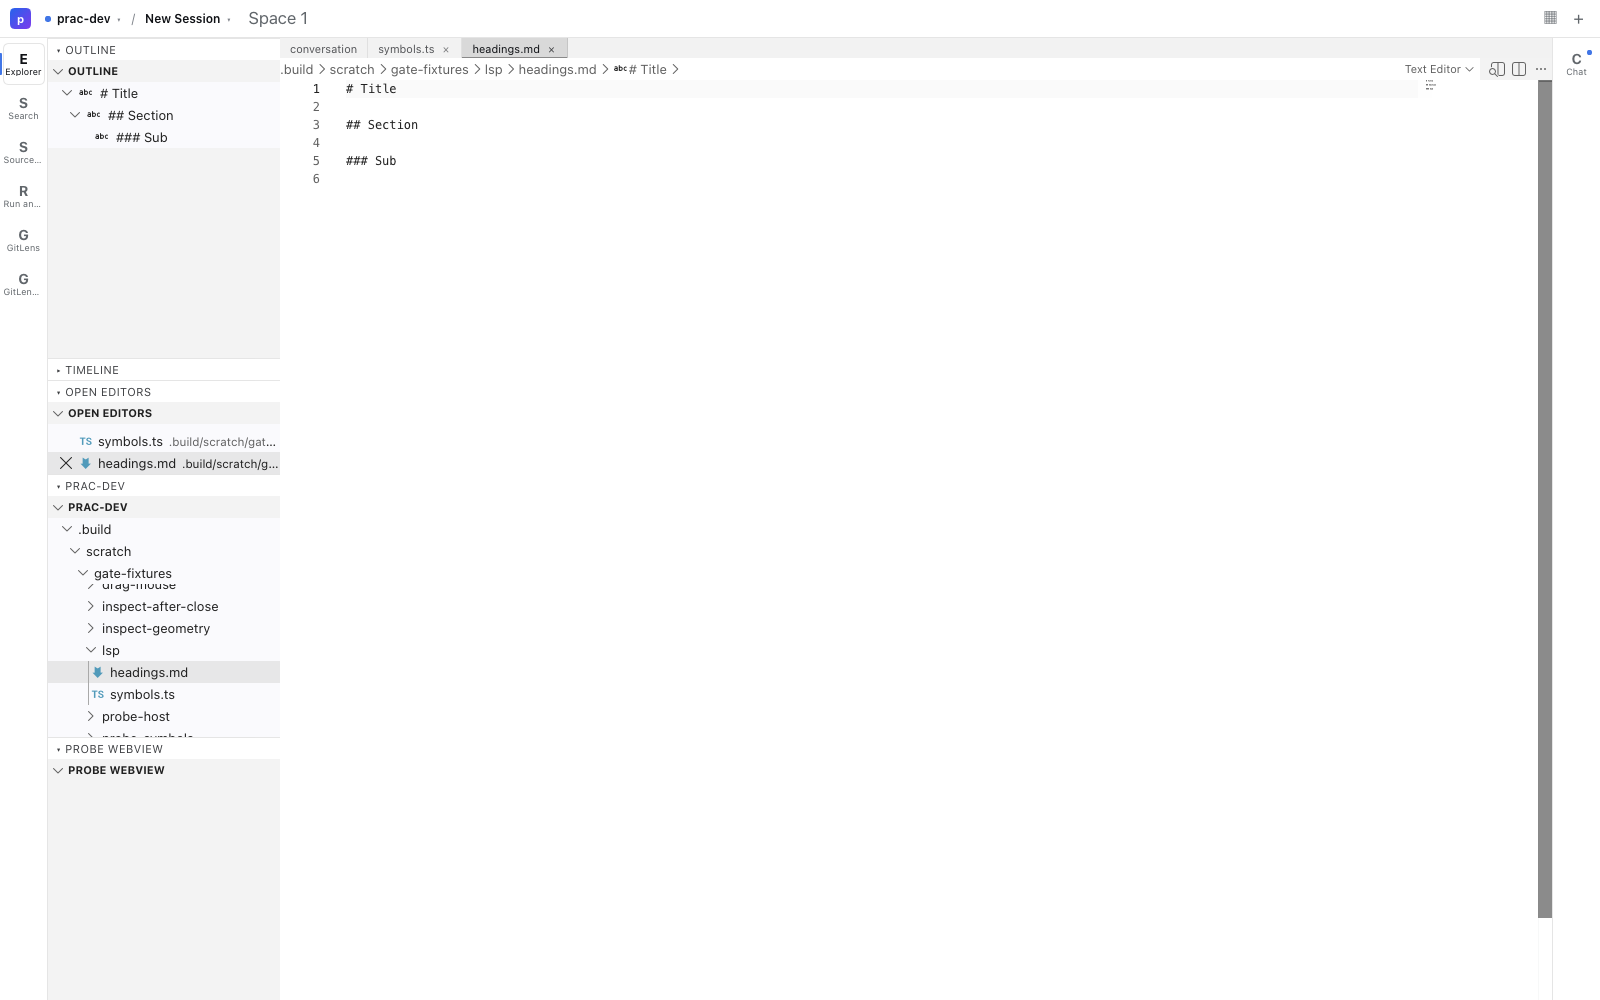 p prac-dev / New Session Space 1
E
Explorer
S
Search
S
Source...
R
Run an...
G
GitLens
G
GitLen...
OUTLINE
OUTLINE
abc # Title
abc ## Section
abc ### Sub
TIMELINE
OPEN EDITORS
OPEN EDITORS
TS symbols.ts .build/scratch/gat...
headings.md .build/scratch/g...
PRAC-DEV
PRAC-DEV
.build
scratch
gate-fixtures
drag-mouse
inspect-after-close
inspect-geometry
lsp
headings.md
TS symbols.ts
probe-host
probe-symbols
PROBE WEBVIEW
PROBE WEBVIEW
conversation symbols.ts × headings.md ×
.build > scratch > gate-fixtures > lsp > headings.md > abc # Title >
Text Editor
1 # Title
2
3 ## Section
4
5 ### Sub
6
C
Chat